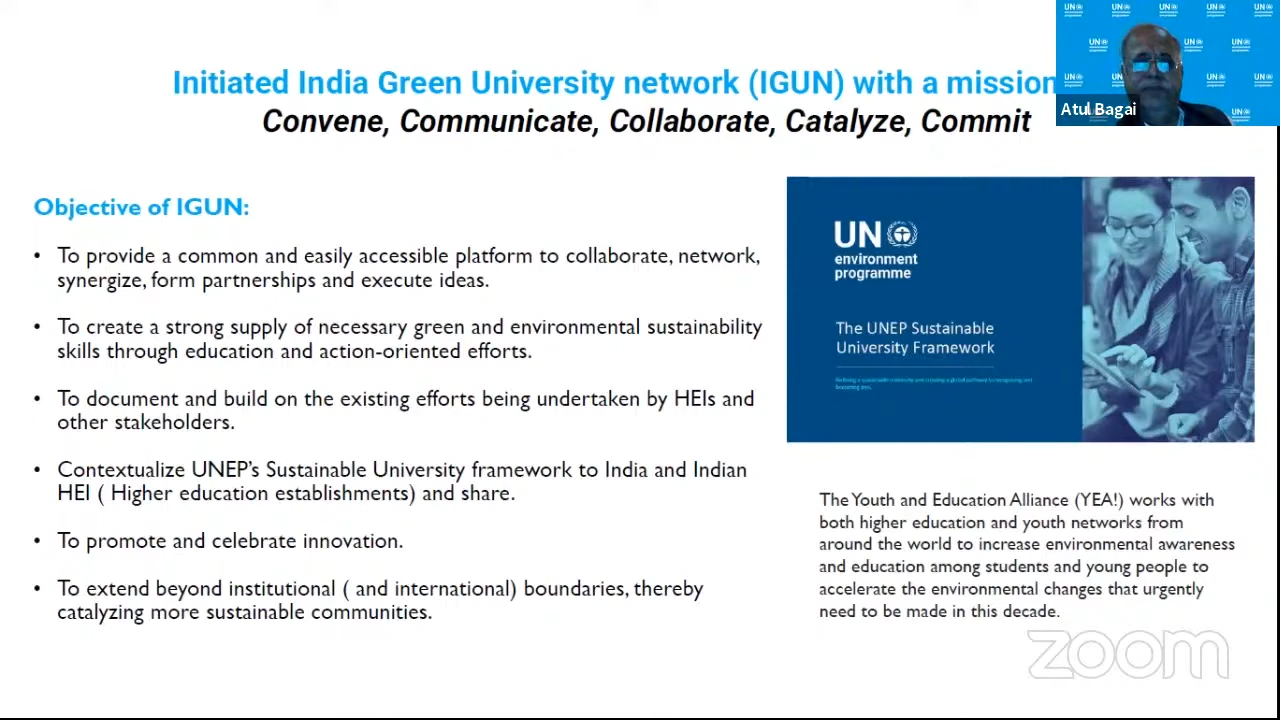 Initiated India Green University network (IGUN) with a mission
Convene, Communicate, Collaborate, Catalyze, Commit
UN
environment
programme
Atul Bagai
Objective of IGUN:
• To provide a common and easily accessible platform to collaborate, network,
synergize, form partnerships and execute ideas.
• To create a strong supply of necessary green and environmental sustainability
skills through education and action-oriented efforts.
• To document and build on the existing efforts being undertaken by HEIs and
other stakeholders.
• Contextualize UNEP's Sustainable University framework to India and Indian
HEI ( Higher education establishments) and share.
• To promote and celebrate innovation.
• To extend beyond institutional ( and international) boundaries, thereby
catalyzing more sustainable communities.
The UNEP Sustainable
University Framework
The Youth and Education Alliance (YEA!) works with
both higher education and youth networks from
around the world to increase environmental awareness
and education among students and young people to
accelerate the environmental changes that urgently
need to be made in this decade.
zoom